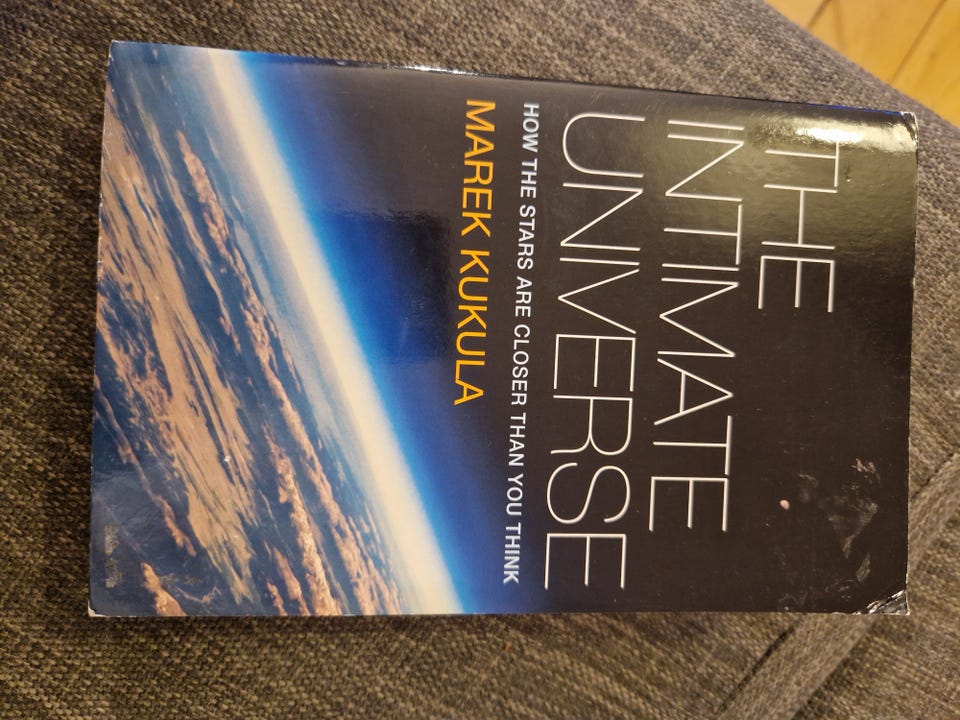 THE
INTIMATE
UNIVERSE
HOW THE STARS ARE CLOSER THAN YOU THINK
MAREK KUKULA